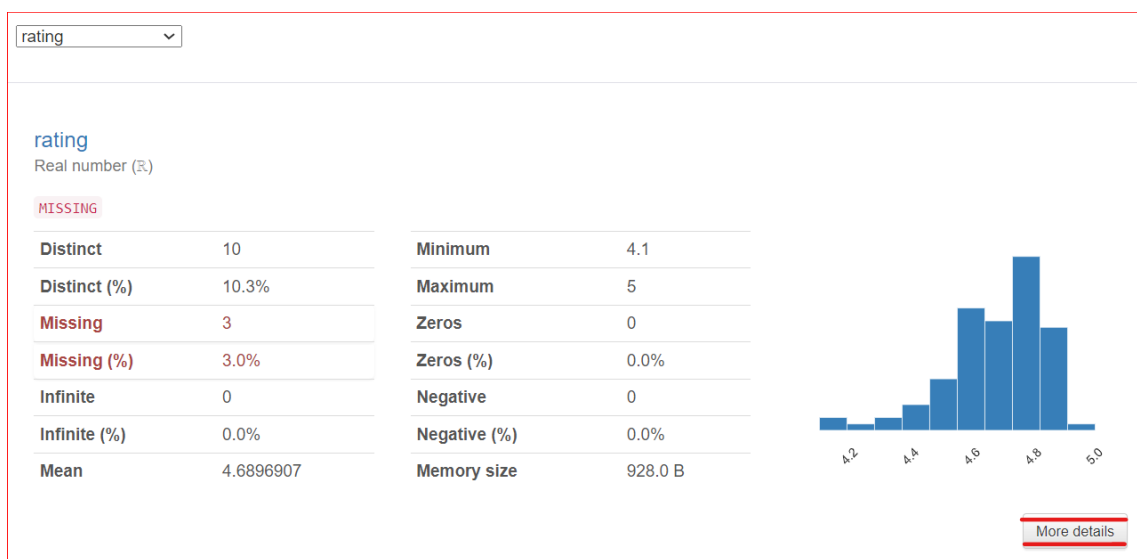 rating
rating
Real number (ℝ)
MISSING
Distinct 10
Distinct (%) 10.3%
Missing 3
Missing (%) 3.0%
Infinite 0
Infinite (%) 0.0%
Mean 4.6896907
Minimum 4.1
Maximum 5
Zeros 0
Zeros (%) 0.0%
Negative 0
Negative (%) 0.0%
Memory size 928.0 B
4.2 4.4 4.6 4.8 5.0
More details